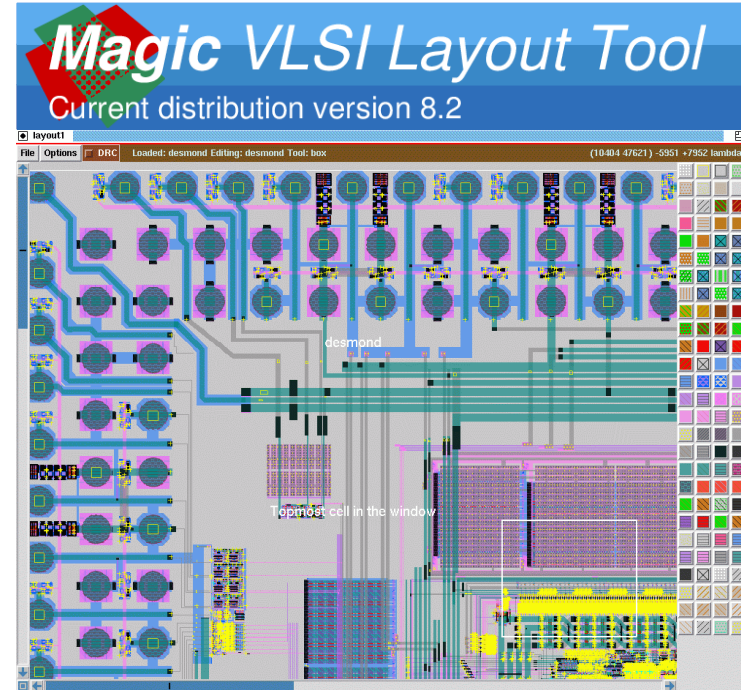 Magic VLSI Layout Tool
Current distribution version 8.2
layout1
File Options DRC Loaded: desmond Editing: desmond Tool: box (10404 47621) -5951 +7952 lambda
desmond
Topmost cell in the window